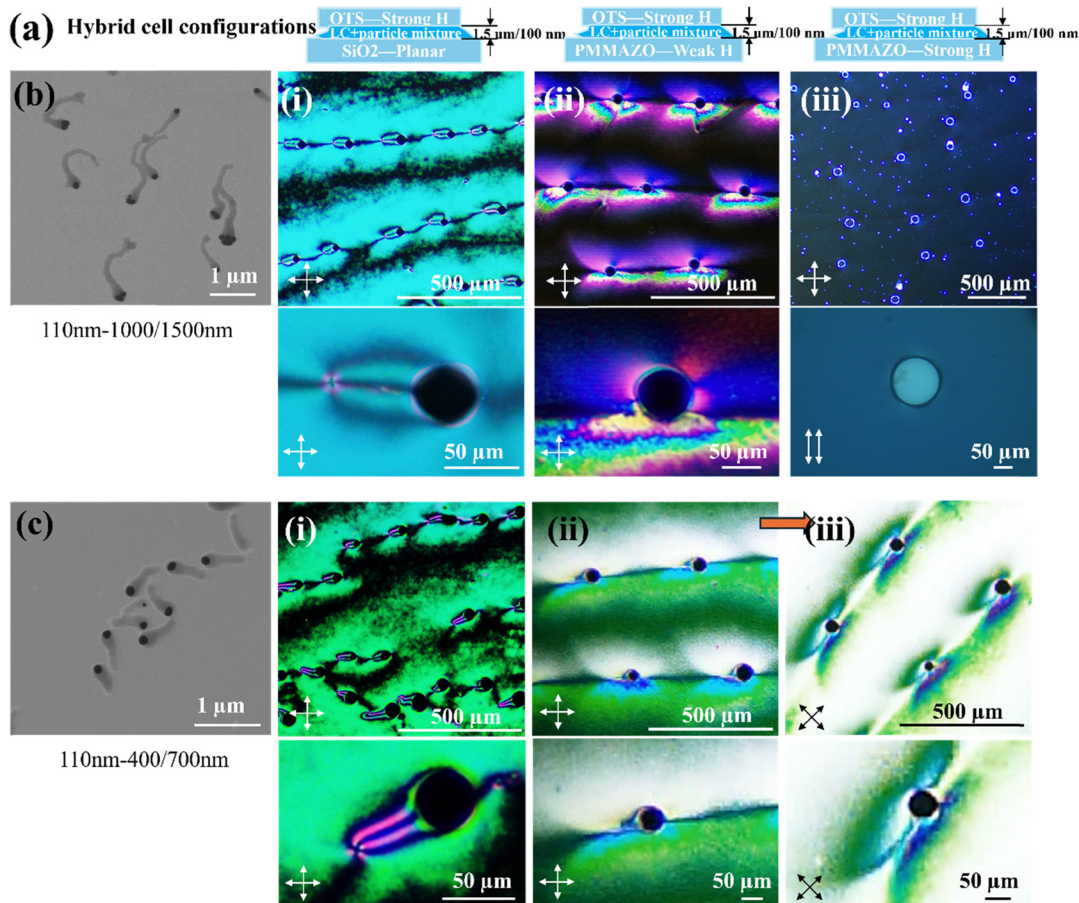 (a) Hybrid cell configurations
OTS—Strong H
LC+particle mixture
SiO2—Planar
1.5 μm/100 nm
OTS—Strong H
LC+particle mixture
PMMAZO—Weak H
1.5 μm/100 nm
OTS—Strong H
LC+particle mixture
PMMAZO—Strong H
1.5 μm/100 nm
(b)
1 μm
110nm-1000/1500nm
(i)
500 μm
(ii)
500 μm
(iii)
500 μm
50 μm
50 μm
50 μm
(c)
1 μm
110nm-400/700nm
(i)
500 μm
(ii)
500 μm
(iii)
500 μm
50 μm
50 μm
50 μm